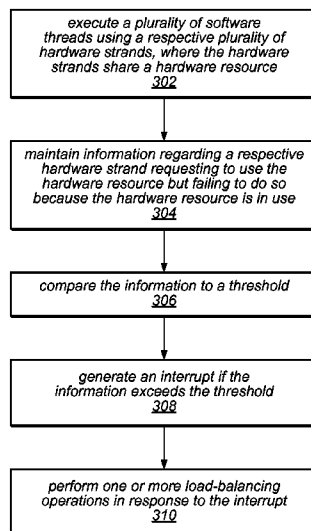 execute a plurality of software
threads using a respective plurality of
hardware strands, where the hardware
strands share a hardware resource
302
maintain information regarding a respective
hardware strand requesting to use the
hardware resource but failing to do so
because the hardware resource is in use
304
compare the information to a threshold
306
generate an interrupt if the
information exceeds the threshold
308
perform one or more load-balancing
operations in response to the interrupt
310